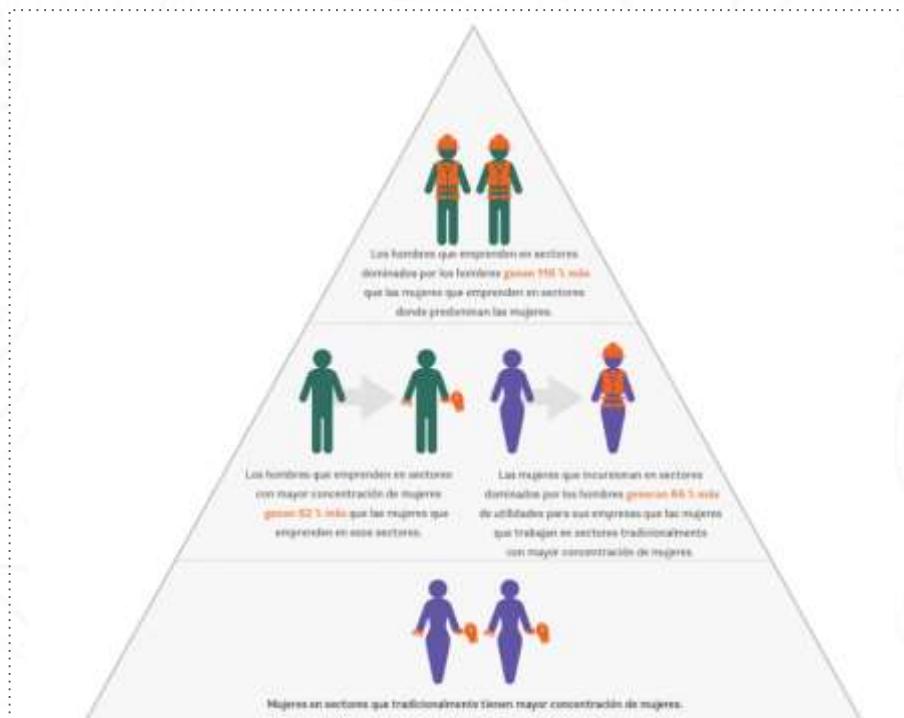 Los hombres que emprenden en sectores
dominados por los hombres ganan 116 % más
que las mujeres que emprenden en sectores
donde predominan las mujeres.
Los hombres que emprenden en sectores
con mayor concentración de mujeres
ganan 52 % más que las mujeres que
emprenden en esos sectores.
Las mujeres que incursionan en sectores
dominados por los hombres generan 66 % más
de utilidades para sus empresas que las mujeres
que trabajan en sectores tradicionalmente
con mayor concentración de mujeres.
Mujeres en sectores que tradicionalmente tienen mayor concentración de mujeres.